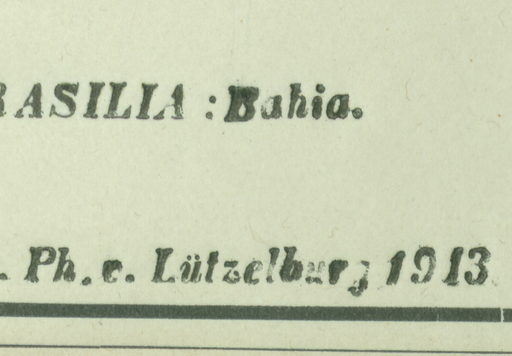 RASILIA : Bahia.
. Ph. v. Lützelburg 1913